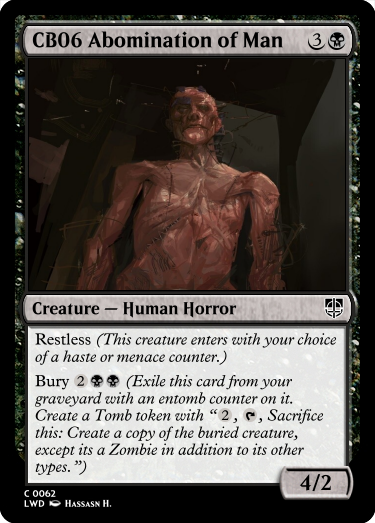 CB06 Abomination of Man 3
Creature — Human Horror
Restless (This creature enters with your choice
of a haste or menace counter.)
Bury 2 (Exile this card from your
graveyard with an entomb counter on it.
Create a Tomb token with “2, , Sacrifice
this: Create a copy of the buried creature,
except its a Zombie in addition to its other
types.”)
4/2
C 0062
LWD Hassasn H.